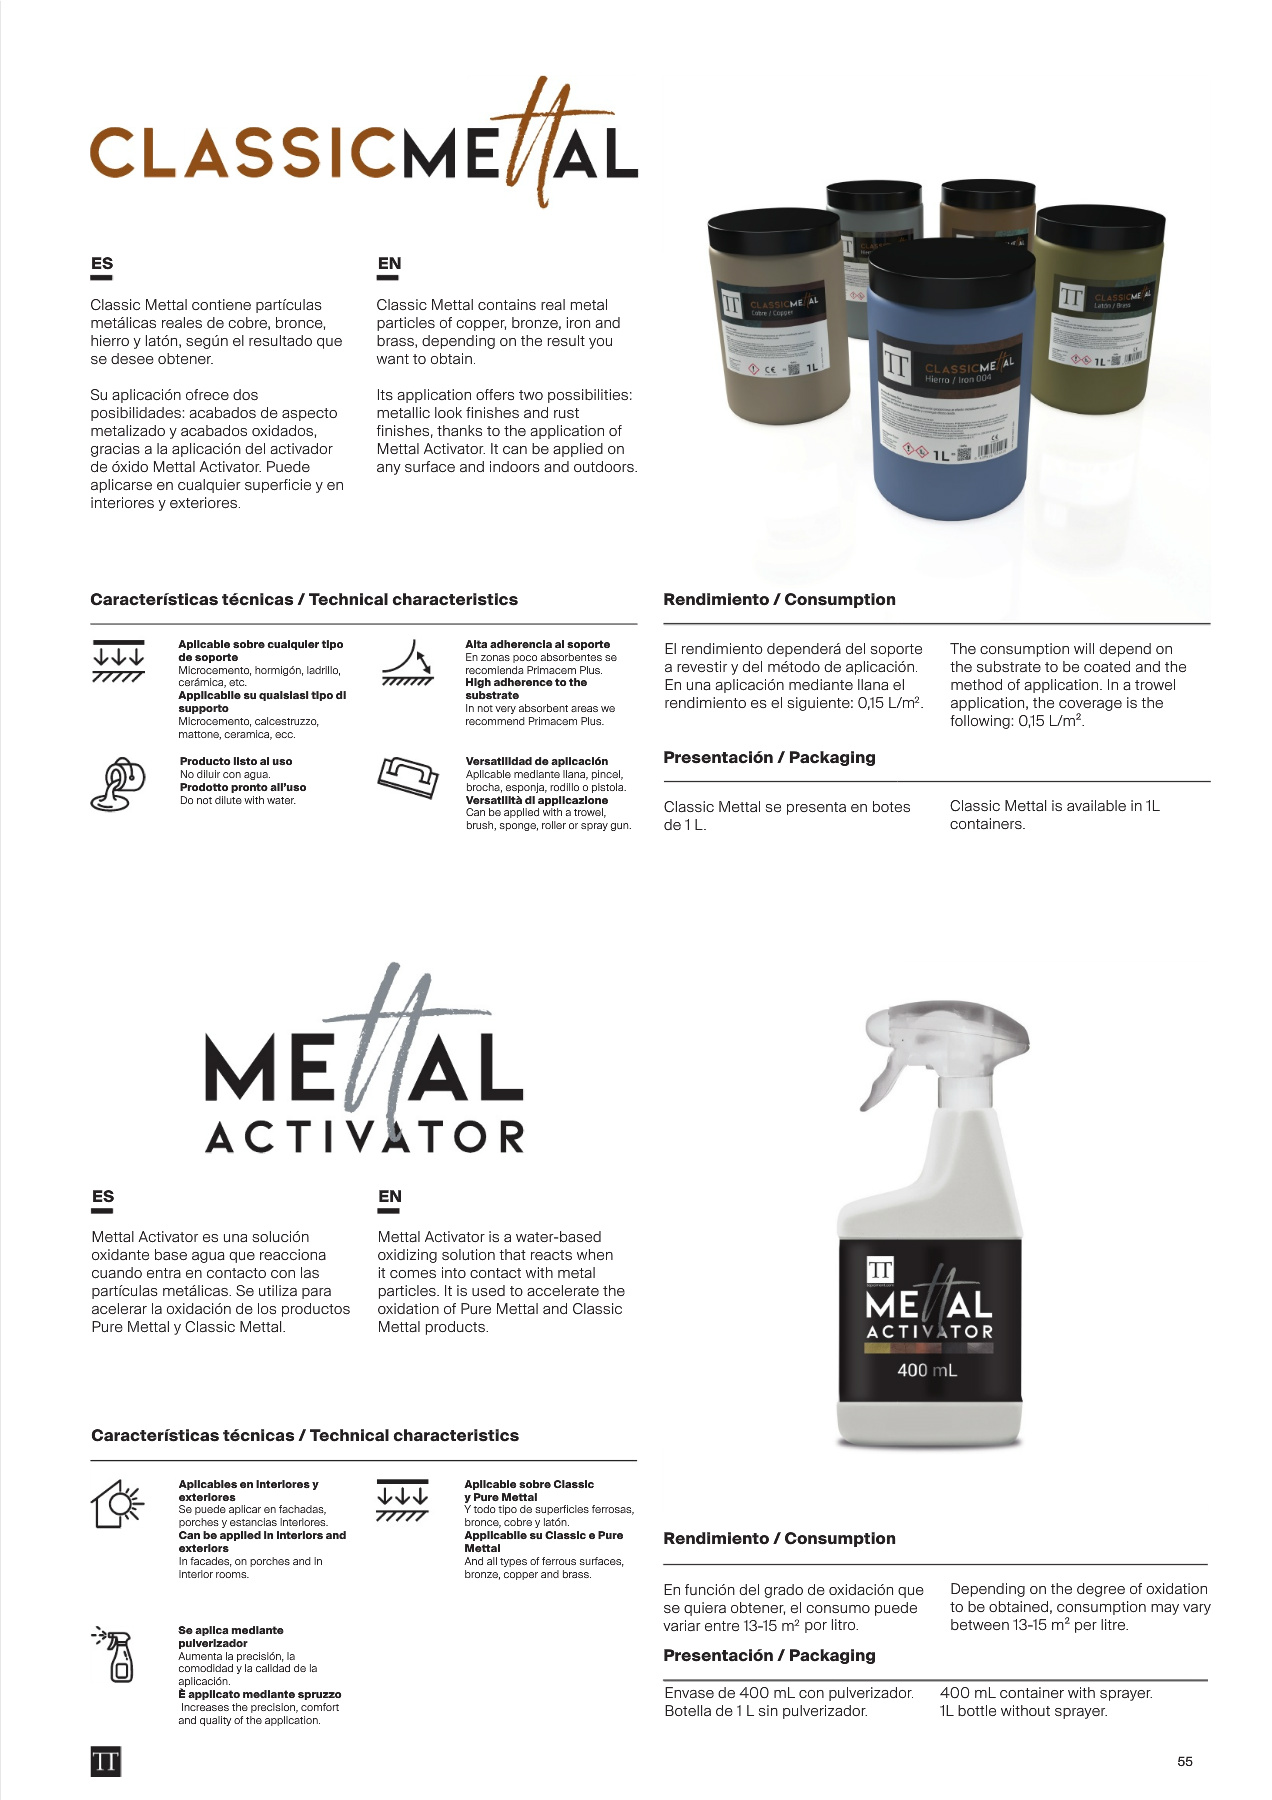 CLASSICMETTAL
ES
Classic Mettal contiene partículas
metálicas reales de cobre, bronce,
hierro y latón, según el resultado que
se desee obtener.
Su aplicación ofrece dos
posibilidades: acabados de aspecto
metalizado y acabados oxidados,
gracias a la aplicación del activador
de óxido Mettal Activator. Puede
aplicarse en cualquier superficie y en
interiores y exteriores.
EN
Classic Mettal contains real metal
particles of copper, bronze, iron and
brass, depending on the result you
want to obtain.
Its application offers two possibilities:
metallic look finishes and rust
finishes, thanks to the application of
Mettal Activator. It can be applied on
any surface and indoors and outdoors.
TT
CLASSICMETTAL
Cobre / Copper
CE
1L
TT
CLASSICMETTAL
Hierro / Iron 004
1L
CE
TT
CLASSICMETTAL
Latón / Brass
1L
Características técnicas / Technical characteristics
Aplicable sobre cualquier tipo
de soporte
Microcemento, hormigón, ladrillo,
cerámica, etc.
Applicabile su qualsiasi tipo di
supporto
Microcemento, calcestruzzo,
mattone, ceramica, ecc.
Alta adherencia al soporte
En zonas poco absorbentes se
recomienda Primacem Plus.
High adherence to the
substrate
In not very absorbent areas we
recommend Primacem Plus.
Producto listo al uso
No diluir con agua.
Prodotto pronto all'uso
Do not dilute with water.
Versatilidad de aplicación
Aplicable mediante llana, pincel,
brocha, esponja, rodillo o pistola.
Versatilità di applicazione
Can be applied with a trowel,
brush, sponge, roller or spray gun.
Rendimiento / Consumption
El rendimiento dependerá del soporte
a revestir y del método de aplicación.
En una aplicación mediante llana el
rendimiento es el siguiente: 0,15 L/m².
The consumption will depend on
the substrate to be coated and the
method of application. In a trowel
application, the coverage is the
following: 0,15 L/m².
Presentación / Packaging
Classic Mettal se presenta en botes
de 1 L.
Classic Mettal is available in 1L
containers.
METTAL
ACTIVATOR
ES
Mettal Activator es una solución
oxidante base agua que reacciona
cuando entra en contacto con las
partículas metálicas. Se utiliza para
acelerar la oxidación de los productos
Pure Mettal y Classic Mettal.
EN
Mettal Activator is a water-based
oxidizing solution that reacts when
it comes into contact with metal
particles. It is used to accelerate the
oxidation of Pure Mettal and Classic
Mettal products.
TT
METTAL
ACTIVATOR
400 mL
Características técnicas / Technical characteristics
Aplicables en interiores y
exteriores
Se puede aplicar en fachadas,
porches y estancias interiores.
Can be applied in interiors and
exteriors
In facades, on porches and in
interior rooms.
Aplicable sobre Classic
y Pure Mettal
Y todo tipo de superficies ferrosas,
bronce, cobre y latón.
Applicabile su Classic e Pure
Mettal
And all types of ferrous surfaces,
bronze, copper and brass.
Se aplica mediante
pulverizador
Aumenta la precisión, la
comodidad y la calidad de la
aplicación.
È applicato mediante spruzzo
Increases the precision, comfort
and quality of the application.
Rendimiento / Consumption
En función del grado de oxidación que
se quiera obtener, el consumo puede
variar entre 13-15 m² por litro.
Depending on the degree of oxidation
to be obtained, consumption may vary
between 13-15 m² per litre.
Presentación / Packaging
Envase de 400 mL con pulverizador.
Botella de 1 L sin pulverizador.
400 mL container with sprayer.
1L bottle without sprayer.
TT
55